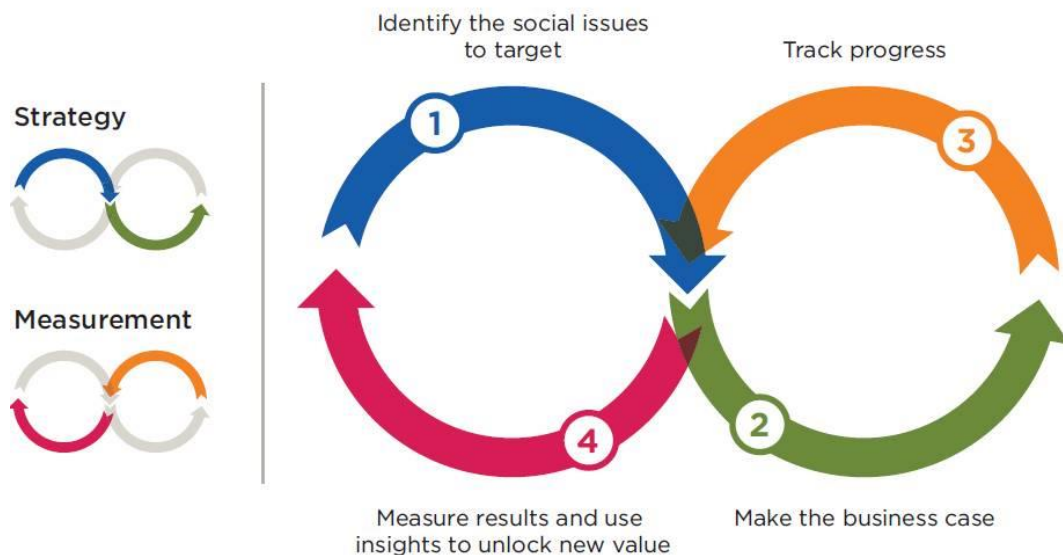 Strategy
Measurement
Identify the social issues
to target
Track progress
1
3
4
2
Measure results and use
insights to unlock new value
Make the business case